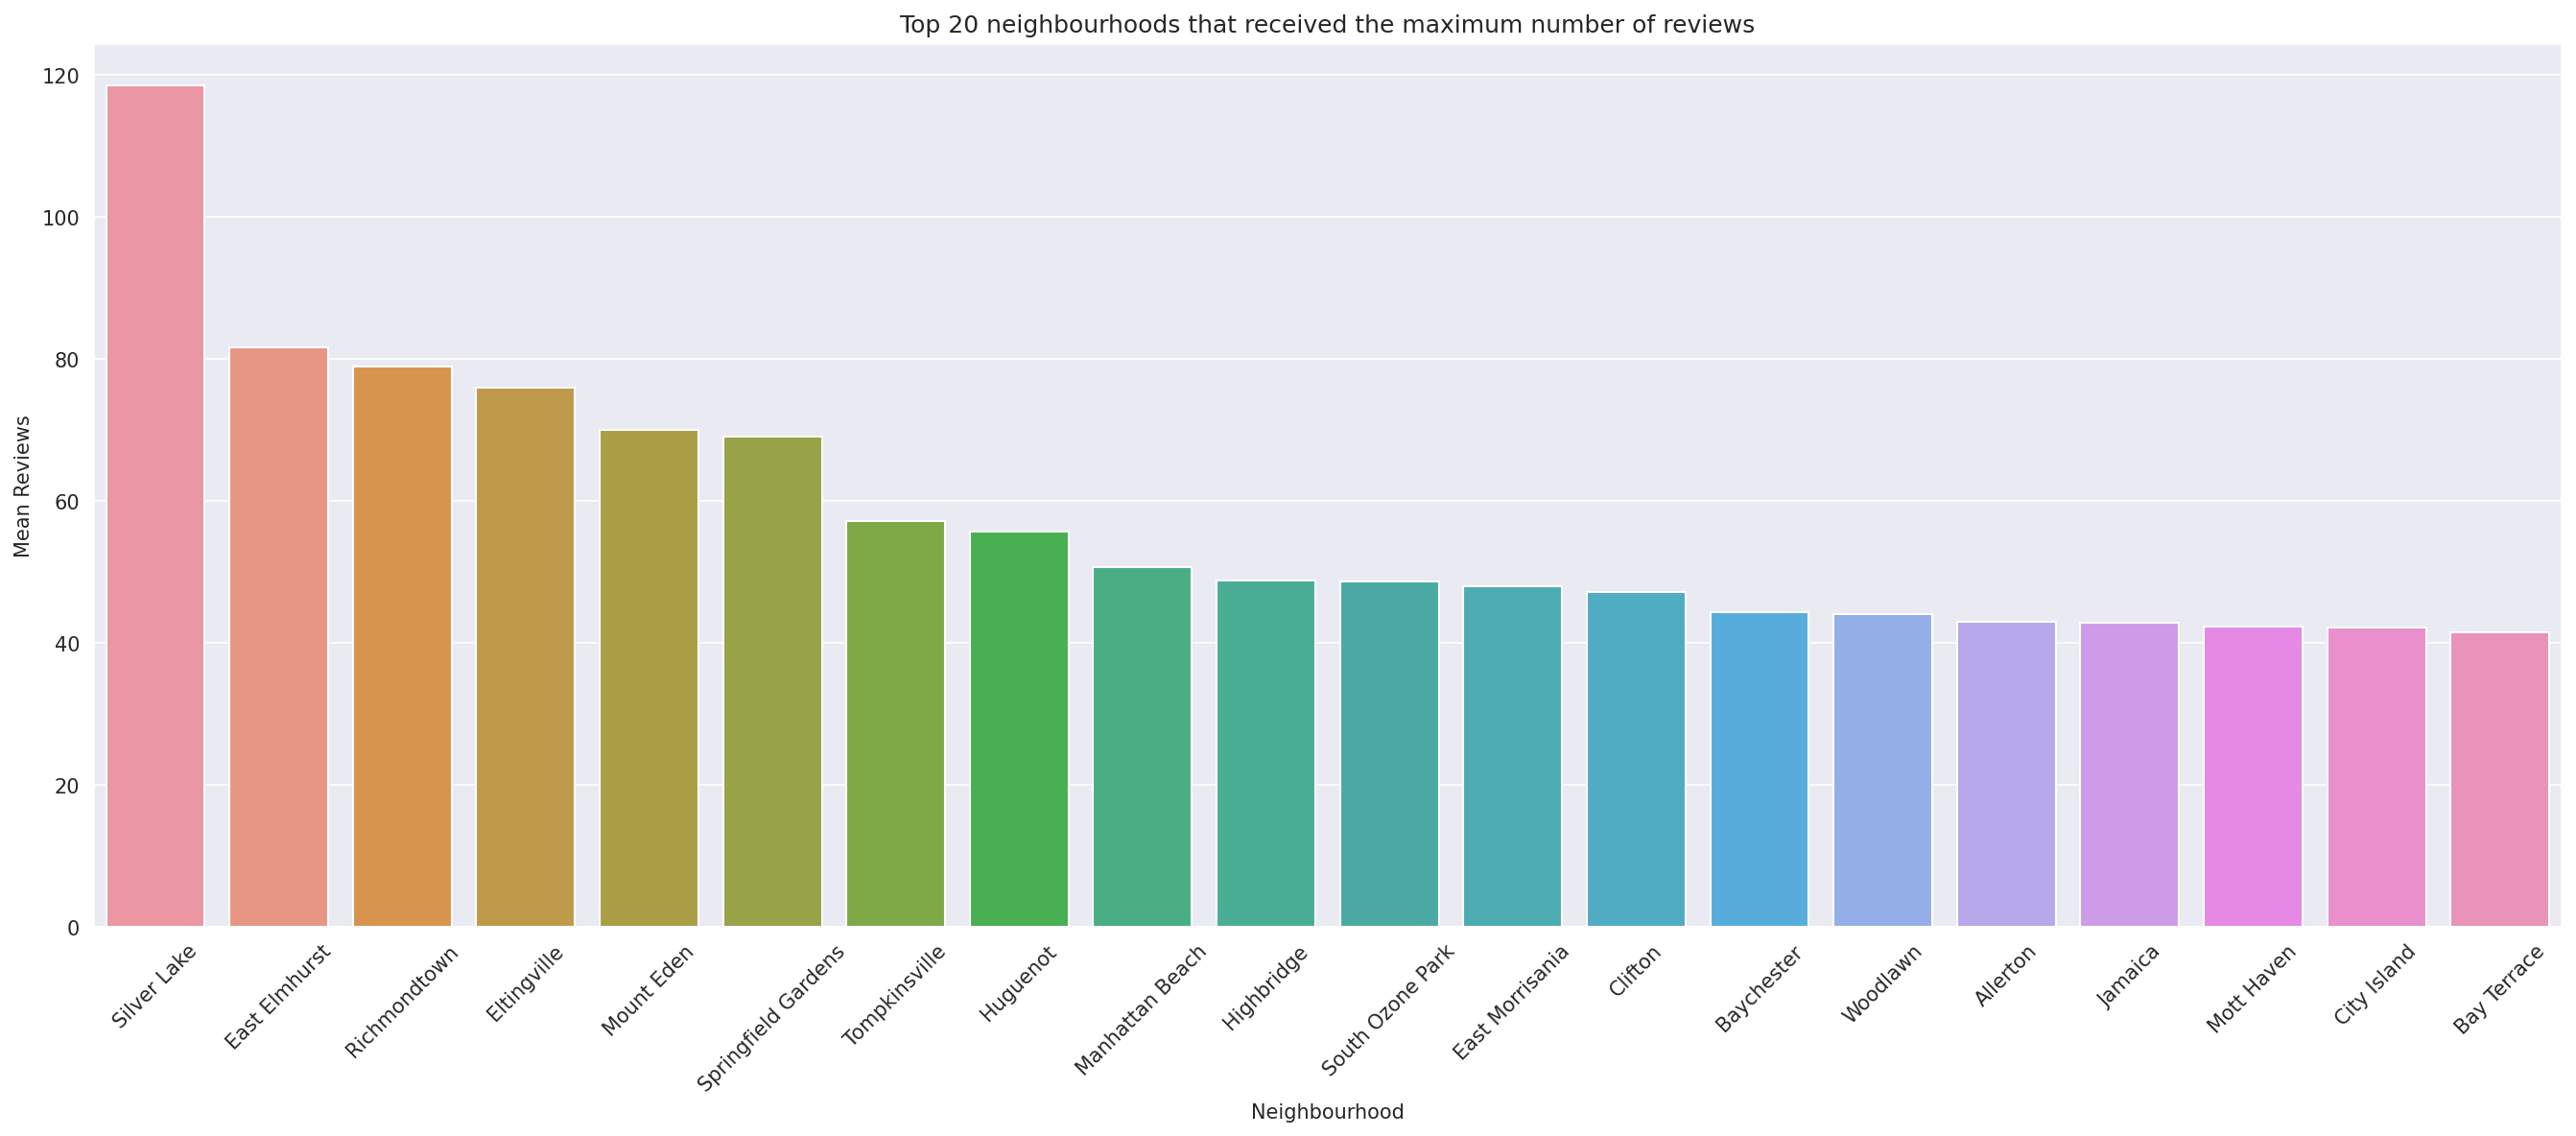 Top 20 neighbourhoods that received the maximum number of reviews
120
100
80
60
40
20
0
Mean Reviews
Silver Lake
East Elmhurst
Richmondtown
Eltingville
Mount Eden
Springfield Gardens
Tompkinsville
Huguenot
Manhattan Beach
Highbridge
South Ozone Park
East Morrisania
Clifton
Baychester
Woodlawn
Allerton
Jamaica
Mott Haven
City Island
Bay Terrace
Neighbourhood